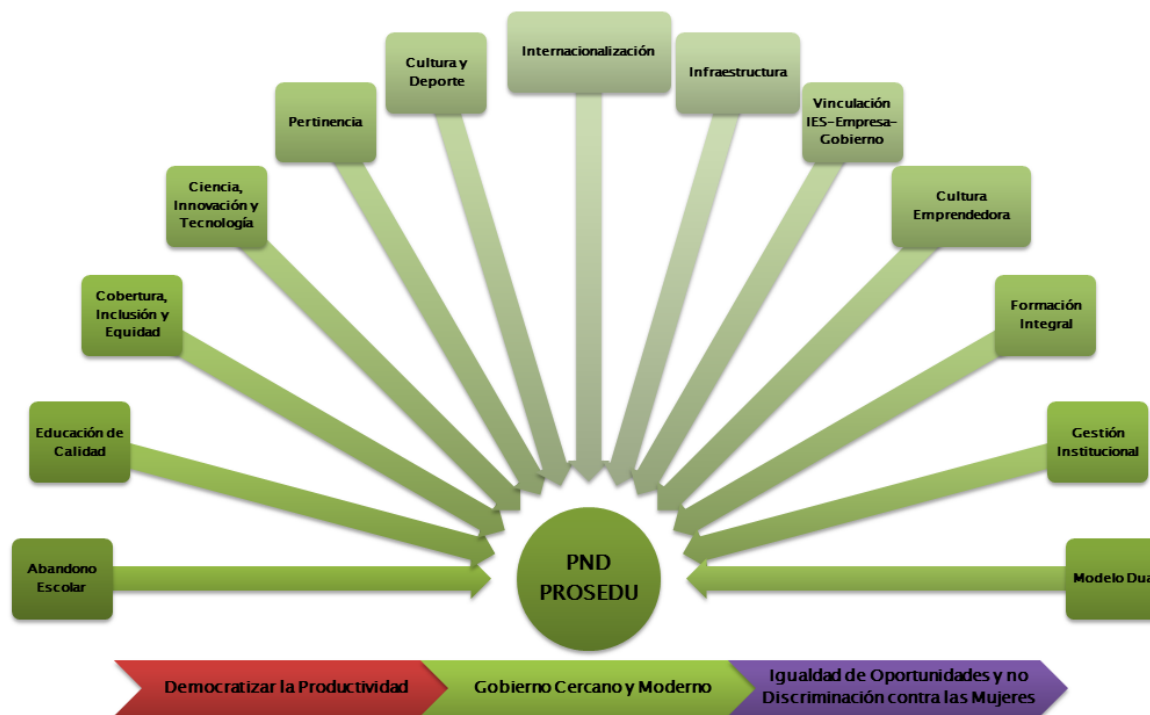 Internacionalización
Cultura y
Deporte
Infraestructura
Pertinencia
Vinculación
IES-Empresa-
Gobierno
Ciencia,
Innovación y
Tecnología
Cultura
Emprendedora
Cobertura,
Inclusión y
Equidad
Formación
Integral
Educación de
Calidad
Gestión
Institucional
Abandono
Escolar
PND
PROSEDU
Modelo Dua
Democratizar la Productividad
Gobierno Cercano y Moderno
Igualdad de Oportunidades y no
Discriminación contra las Mujeres